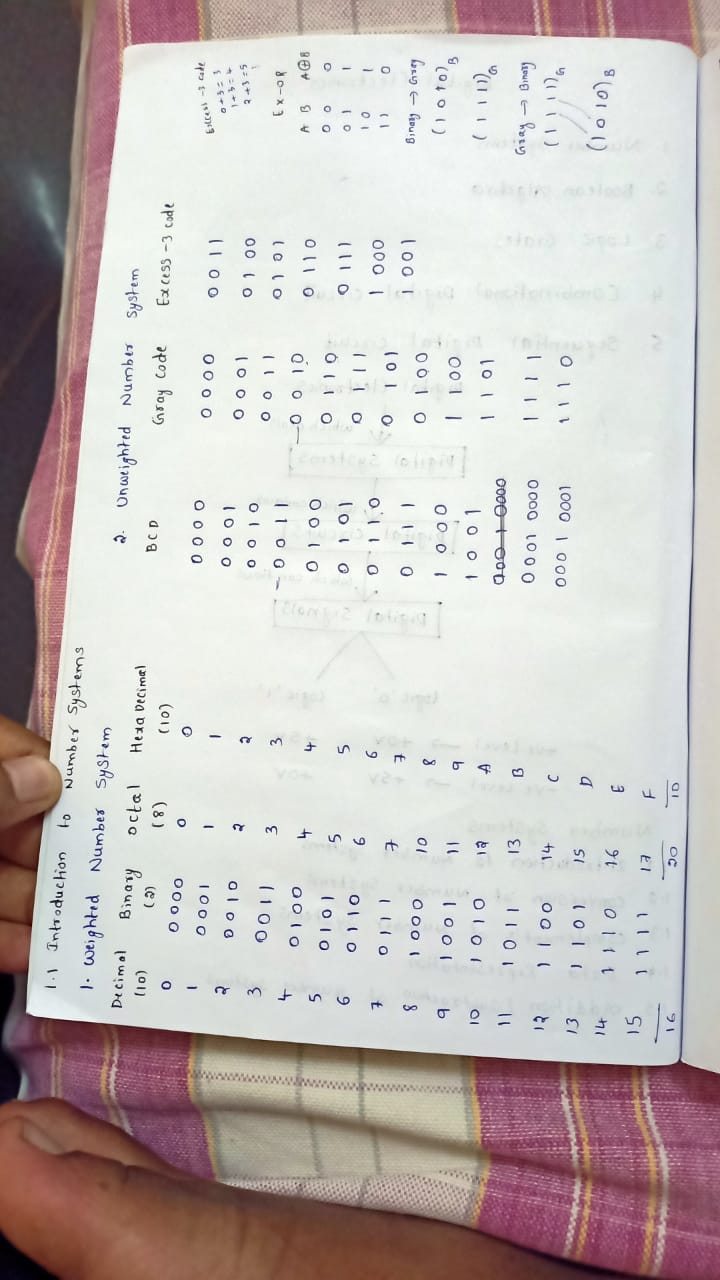 1.1 Introduction to Number Systems
1. Weighted Number System
Decimal Binary octal Hexa Decimal
(10) (2) (8) (10)
0 0000 0 0
1 0001 1 1
2 0010 2 2
3 0011 3 3
4 0100 4 4
5 0101 5 5
6 0110 6 6
7 0111 7 7
8 1000 10 8
9 1001 11 9
10 1010 12 A
11 1011 13 B
12 1100 14 C
13 1101 15 D
14 1110 16 E
15 1111 17 F
16 20 10
2. Unweighted Number System
BCD Gray Code Excess-3 code
0000 0000 0011
0001 0001 0100
0010 0011 0101
0011 0010 0110
0100 0110 0111
0101 0111 1000
0110 0101 1001
0111 0100
1000 1100
1001 1101
0001 0000
0001 0000 1111
0001 0001 1110
Excess-3 code
0+3=3
1+3=4
2+3=5
Ex-OR
A B A⊕B
0 0 0
0 1 1
1 0 1
1 1 0
Binary → Gray
(1010)B
(1111)G
Gray → Binary
(1111)G
(1010)B